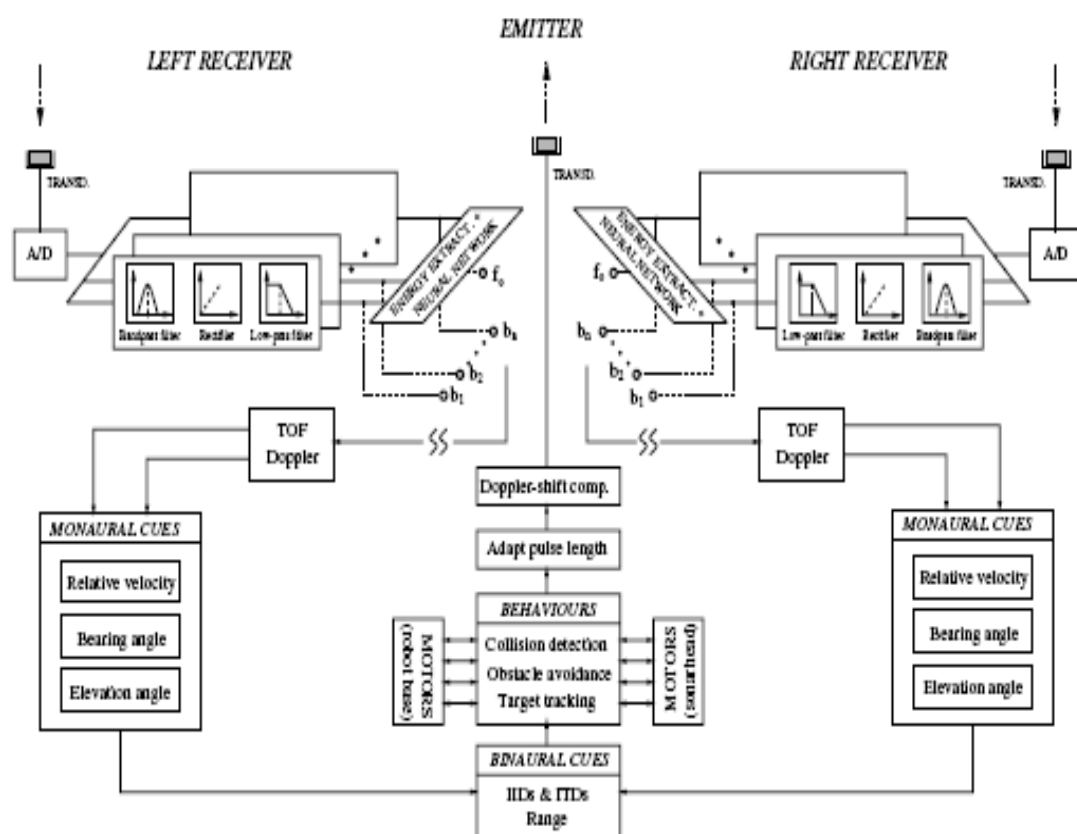 EMITTER
LEFT RECEIVER
RIGHT RECEIVER
TRANSD.
TRANSD.
TRANSD.
A/D
A/D
ENERGY EXTRACT. +
NEURAL NETWORK
ENERGY EXTRACT. +
NEURAL NETWORK
f₀
f₀
Bandpass filter
Rectifier
Low-pass filter
Low-pass filter
Rectifier
Bandpass filter
bₙ
b₂
b₁
bₙ
b₂
b₁
TOF
Doppler
TOF
Doppler
Doppler-shift comp.
Adapt pulse length
MONAURAL CUES
Relative velocity
Bearing angle
Elevation angle
MONAURAL CUES
Relative velocity
Bearing angle
Elevation angle
MOTORS
(robot base)
BEHAVIOURS
Collision detection
Obstacle avoidance
Target tracking
MOTORS
BINAURAL CUES
IIDs & ITDs
Range